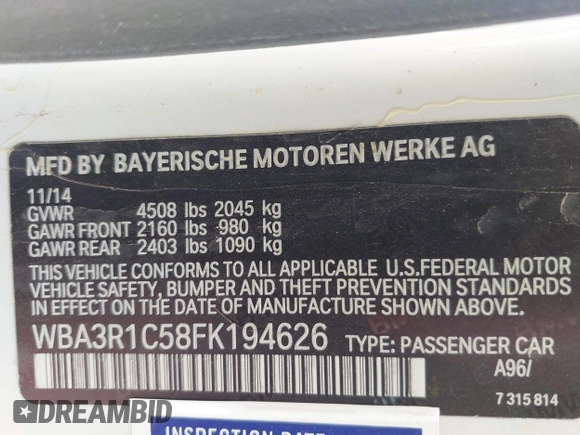 MFD BY BAYERISCHE MOTOREN WERKE AG
11/14
GVWR 4508 lbs 2045 kg
GAWR FRONT 2160 lbs 980 kg
GAWR REAR 2403 lbs 1090 kg
THIS VEHICLE CONFORMS TO ALL APPLICABLE U.S.FEDERAL MOTOR
VEHICLE SAFETY, BUMPER AND THEFT PREVENTION STANDARDS
IN EFFECT ON THE DATE OF MANUFACTURE SHOWN ABOVE.
WBA3R1C58FK194626 TYPE: PASSENGER CAR
A96/
7 315 814
DREAMBID
INSPECTION DATE